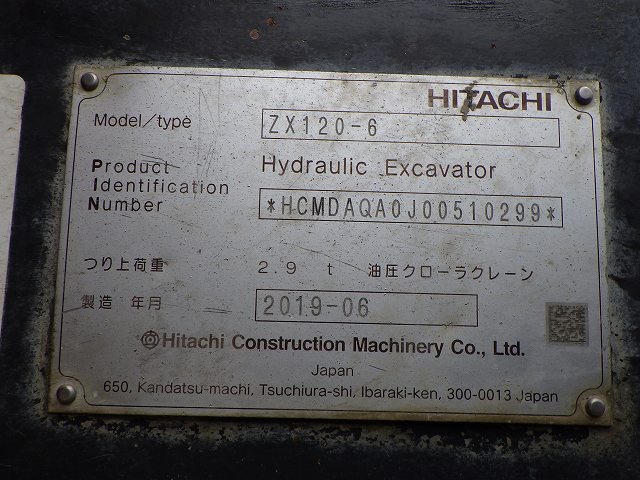 HITACHI
Model/type ZX120-6
Hydraulic Excavator
Product
Identification
Number *HCMDAQA0J00510299*
つり上荷重 2.9 t 油圧クローラクレーン
製造 年月 2019-06
Hitachi Construction Machinery Co., Ltd.
Japan
650, Kandatsu-machi, Tsuchiura-shi, Ibaraki-ken, 300-0013 Japan